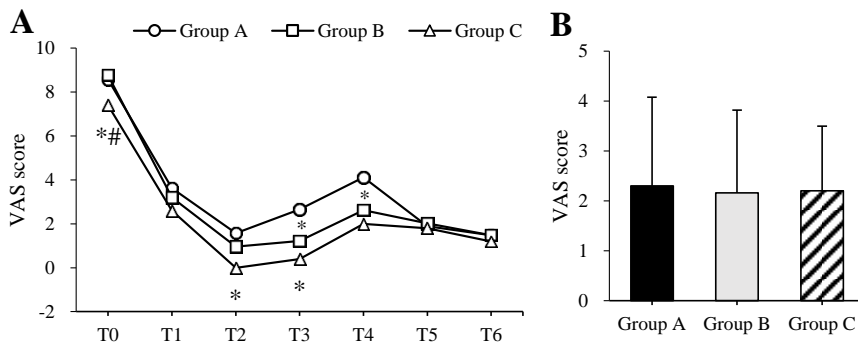 A
Group A
Group B
Group C
VAS score
10
8
6
4
2
0
-2
*#
*
*
*
*
T0
T1
T2
T3
T4
T5
T6
B
VAS score
5
4
3
2
1
0
Group A
Group B
Group C